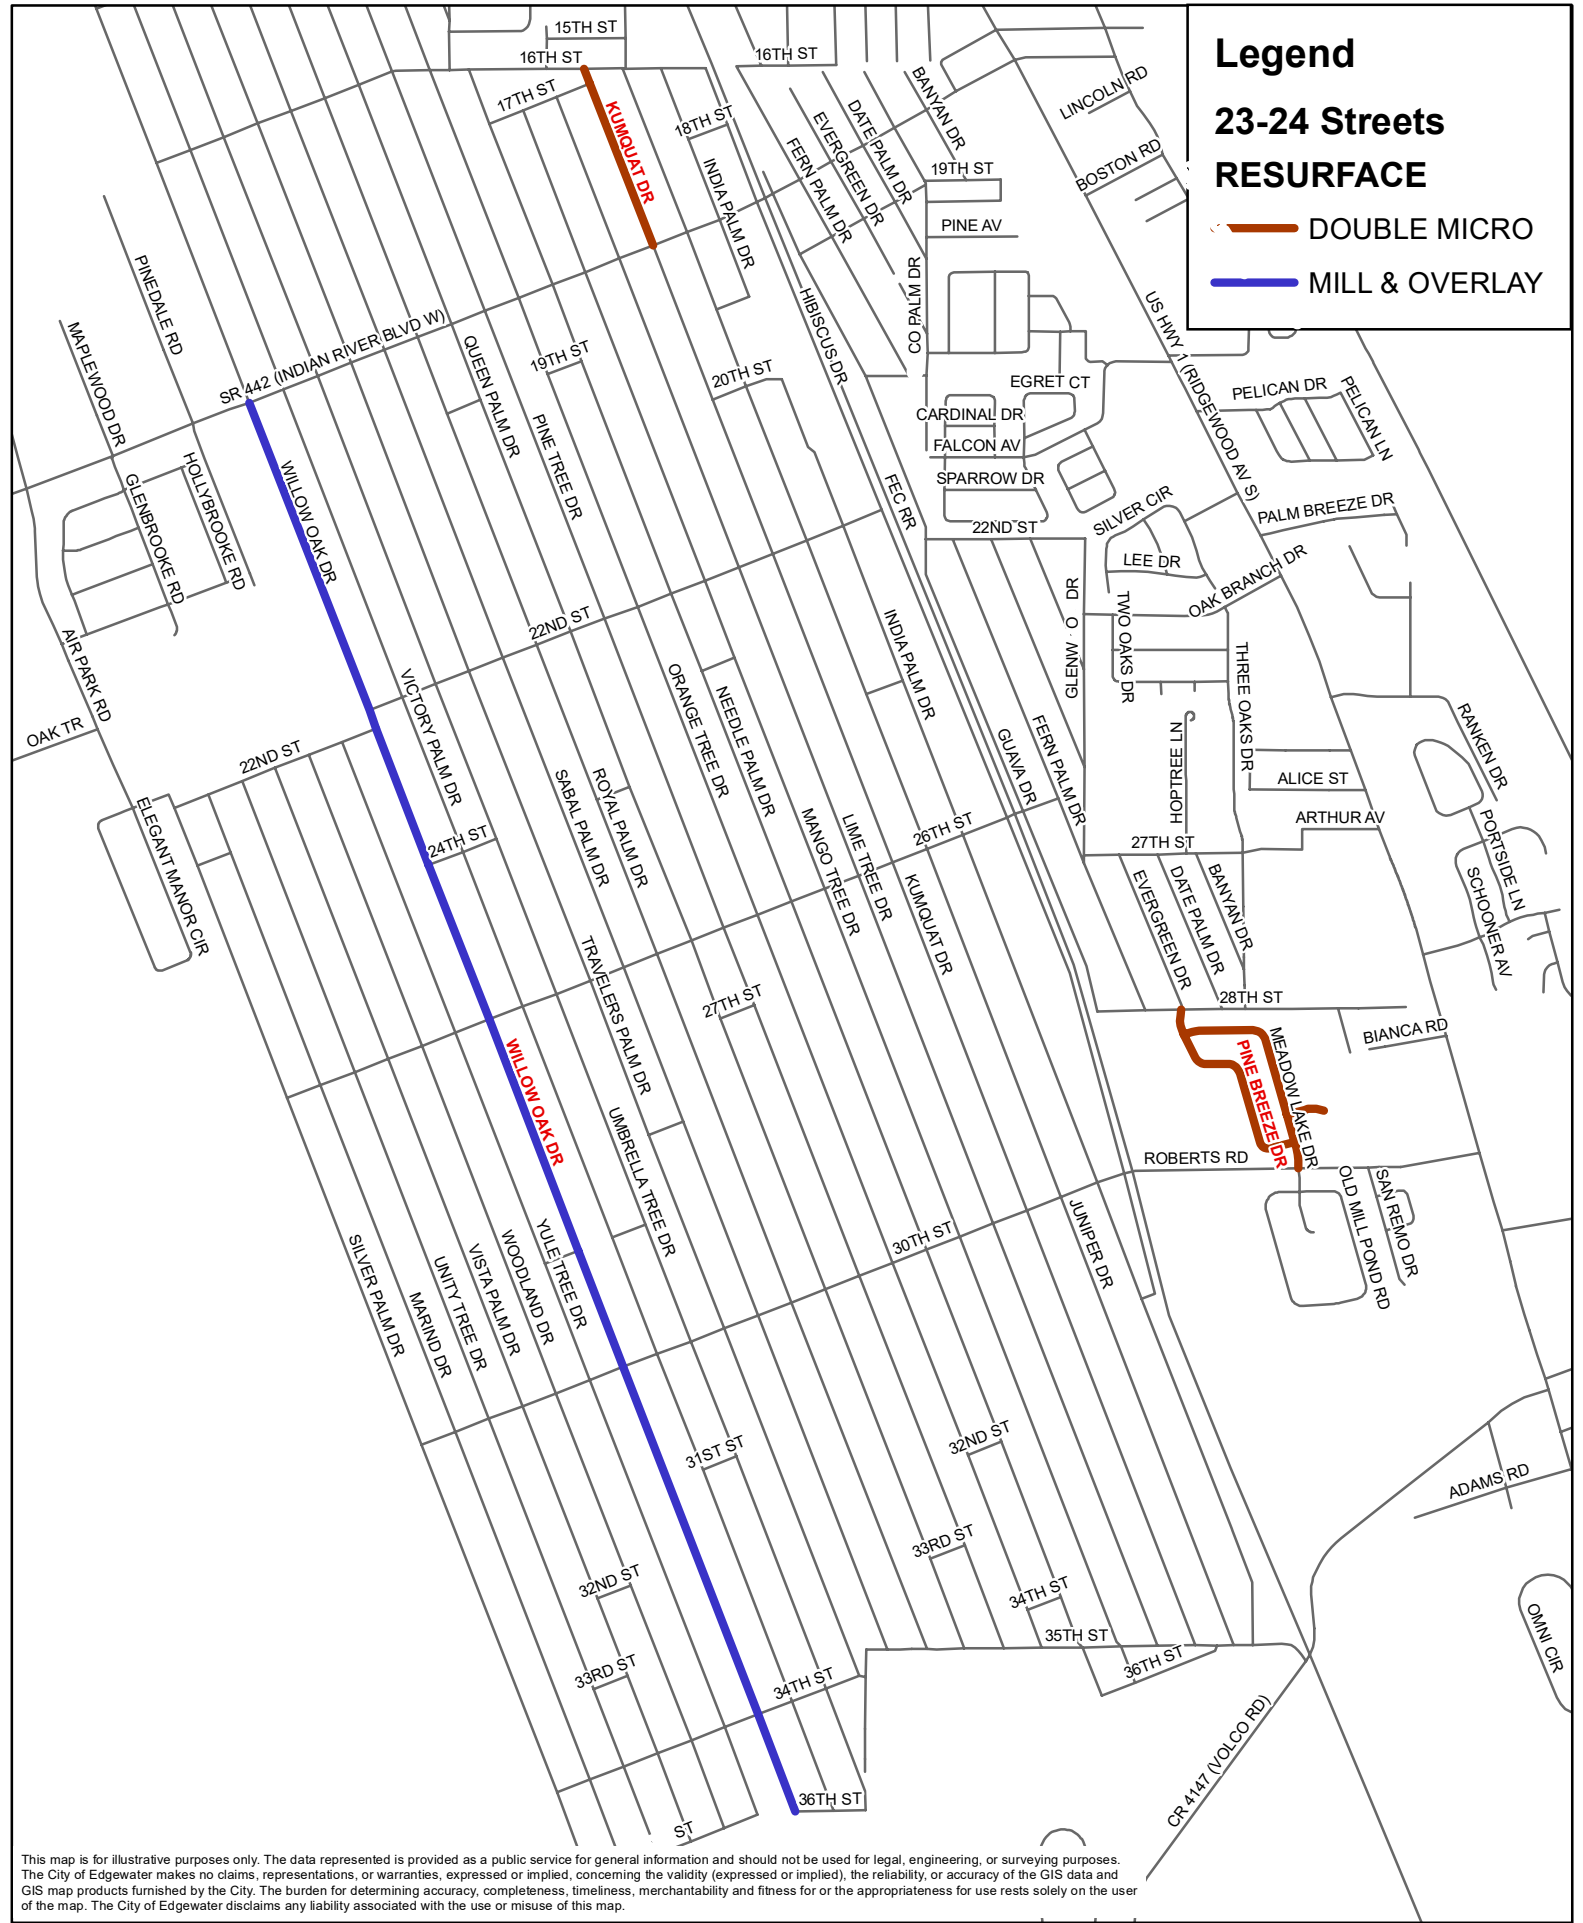 15TH ST
16TH ST
16TH ST
17TH ST
KUMQUAT DR
18TH ST
INDIA PALM DR
FERN PALM DR
EVERGREEN DR
DATE PALM DR
BANYAN DR
LINCOLN RD
BOSTON RD
19TH ST
PINE AV
CO PALM DR
Legend
23-24 Streets
RESURFACE
DOUBLE MICRO
MILL & OVERLAY
PINEDALE RD
MAPLEWOOD DR
SR 442 (INDIAN RIVER BLVD W)
QUEEN PALM DR
19TH ST
PINE TREE DR
20TH ST
HIBISCUS DR
US HWY 1 (RIDGEWOOD AV S)
EGRET CT
CARDINAL DR
FALCON AV
SPARROW DR
22ND ST
PELICAN DR
PELICAN LN
PALM BREEZE DR
SILVER CIR
LEE DR
OAK BRANCH DR
FEC RR
GLENBROOKE RD
HOLLYBROOKE RD
WILLOW OAK DR
22ND ST
AIR PARK RD
OAK TR
22ND ST
VICTORY PALM DR
24TH ST
ELEGANT MANOR CIR
SABAL PALM DR
ROYAL PALM DR
ORANGE TREE DR
NEEDLE PALM DR
MANGO TREE DR
LIME TREE DR
INDIA PALM DR
KUMQUAT DR
26TH ST
GUAVA DR
FERN PALM DR
GLENW O DR
TWO OAKS DR
THREE OAKS DR
HOPTREE LN
ALICE ST
ARTHUR AV
27TH ST
RANKEN DR
PORTSIDE LN
SCHOONER AV
EVERGREEN DR
DATE PALM DR
BANYAN DR
28TH ST
BIANCA RD
MEADOW LAKE DR
PINE BREEZE DR
ROBERTS RD
OLD MILL POND RD
SAN REMO DR
TRAVELERS PALM DR
27TH ST
WILLOW OAK DR
UMBRELLA TREE DR
30TH ST
JUNIPER DR
SILVER PALM DR
MARIND DR
UNITY TREE DR
VISTA PALM DR
WOODLAND DR
YULE TREE DR
31ST ST
32ND ST
33RD ST
34TH ST
35TH ST
36TH ST
32ND ST
33RD ST
34TH ST
36TH ST
ST
ADAMS RD
OMNI CIR
CR 4147 (VOLCO RD)
This map is for illustrative purposes only. The data represented is provided as a public service for general information and should not be used for legal, engineering, or surveying purposes.
The City of Edgewater makes no claims, representations, or warranties, expressed or implied, concerning the validity (expressed or implied), the reliability, or accuracy of the GIS data and
GIS map products furnished by the City. The burden for determining accuracy, completeness, timeliness, merchantability and fitness for or the appropriateness for use rests solely on the user
of the map. The City of Edgewater disclaims any liability associated with the use or misuse of this map.